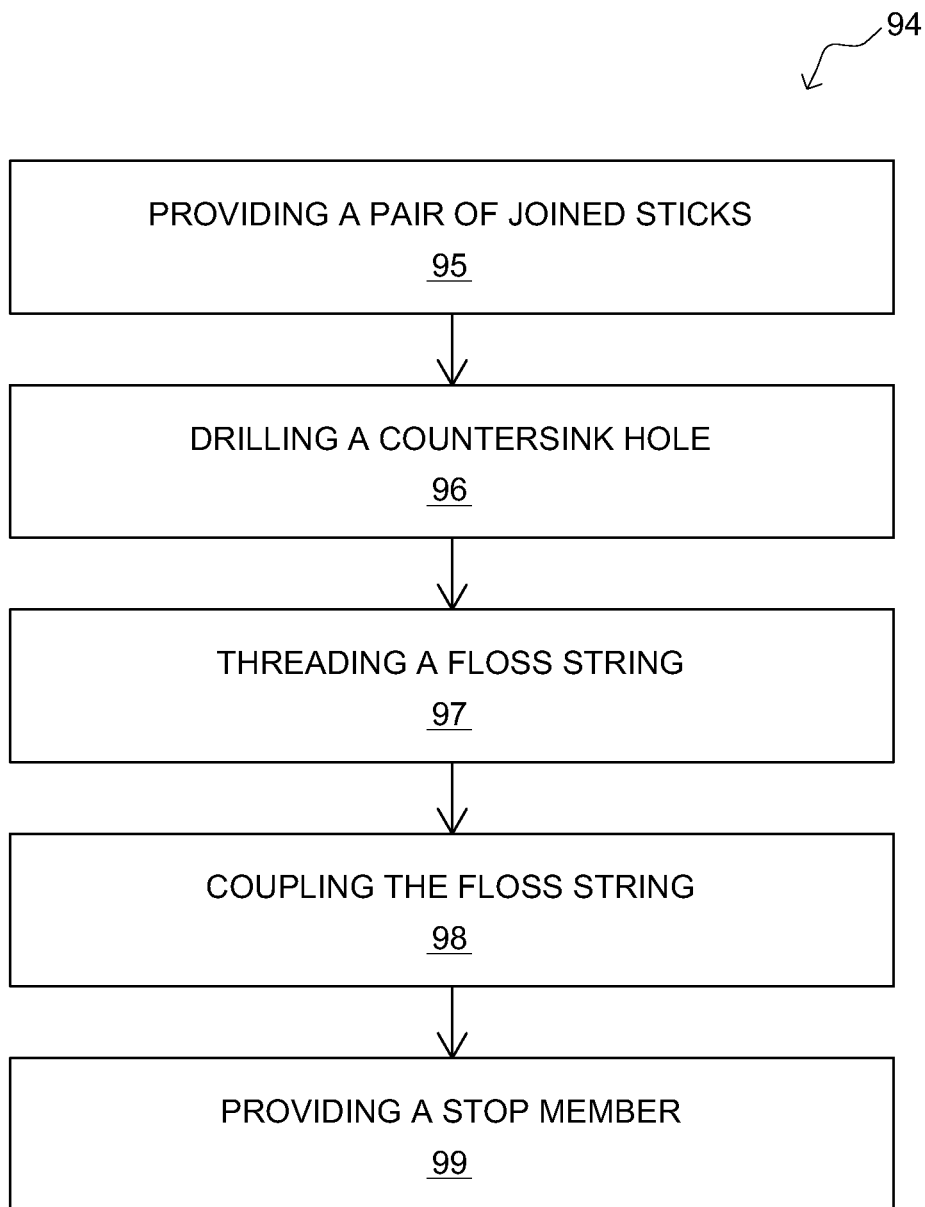 94
PROVIDING A PAIR OF JOINED STICKS
95
DRILLING A COUNTERSINK HOLE
96
THREADING A FLOSS STRING
97
COUPLING THE FLOSS STRING
98
PROVIDING A STOP MEMBER
99